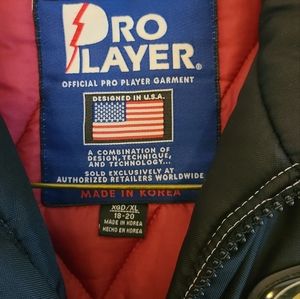 PRO
PLAYER®
OFFICIAL PRO PLAYER GARMENT
DESIGNED IN U.S.A.
A COMBINATION OF
DESIGN, TECHNIQUE,
AND TECHNOLOGY...
SOLD EXCLUSIVELY AT
AUTHORIZED RETAILERS WORLDWIDE
MADE IN KOREA
XGD/XL
18-20
MADE IN KOREA
HECHO EN KOREA